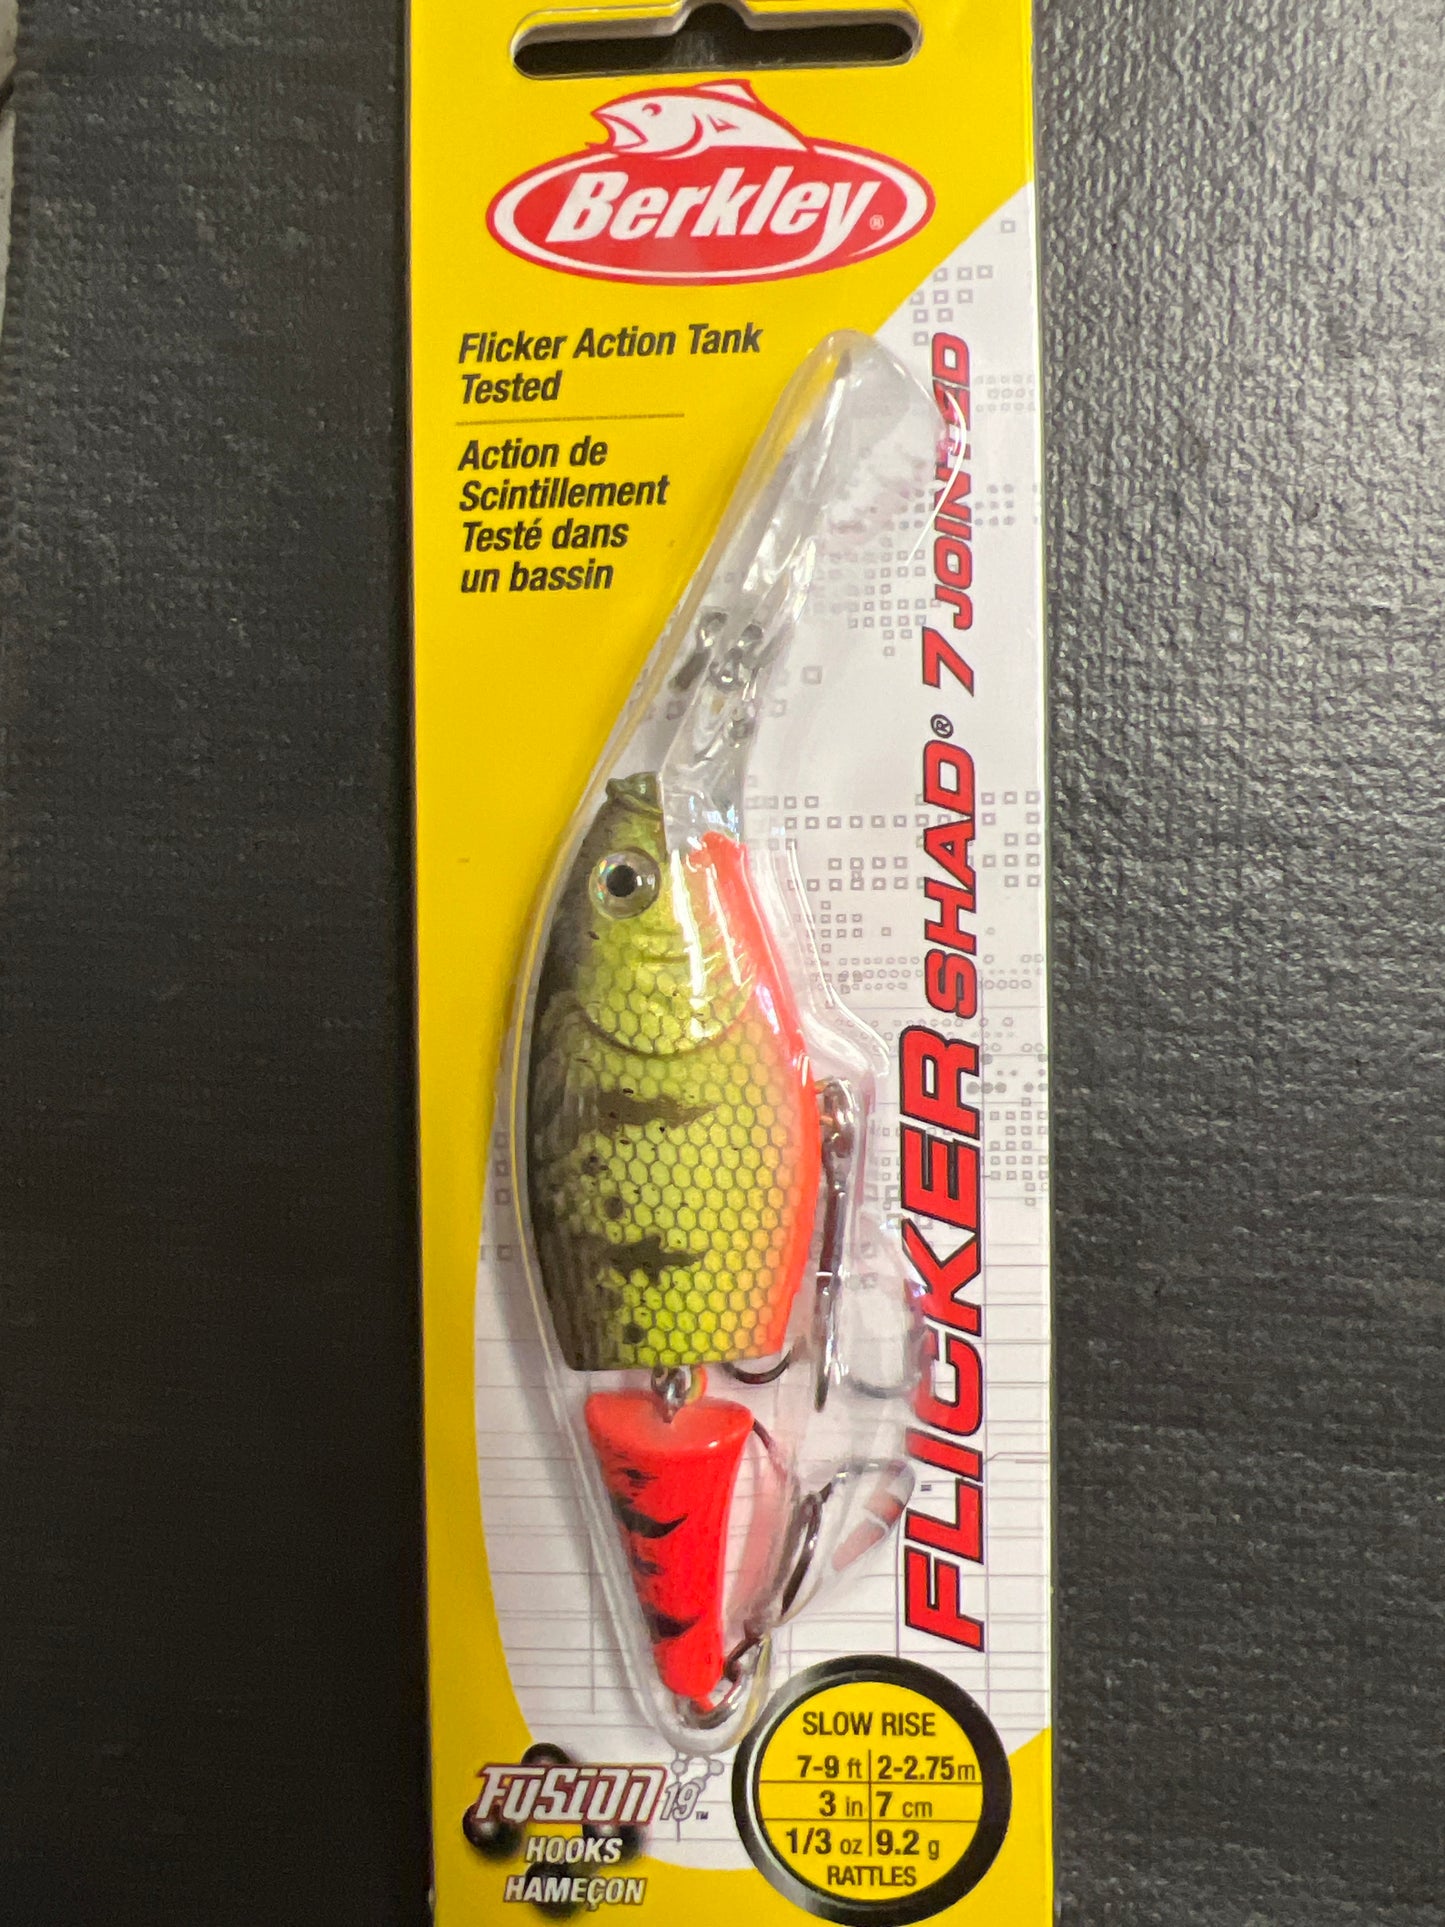 Berkley®
Flicker Action Tank
Tested
Action de
Scintillement
Testé dans
un bassin
FLICKER SHAD® 7 JOINTED
FUSION19™
HOOKS
HAMEÇON
SLOW RISE
7-9 ft 2-2.75m
3 in 7 cm
1/3 oz 9.2 g
RATTLES